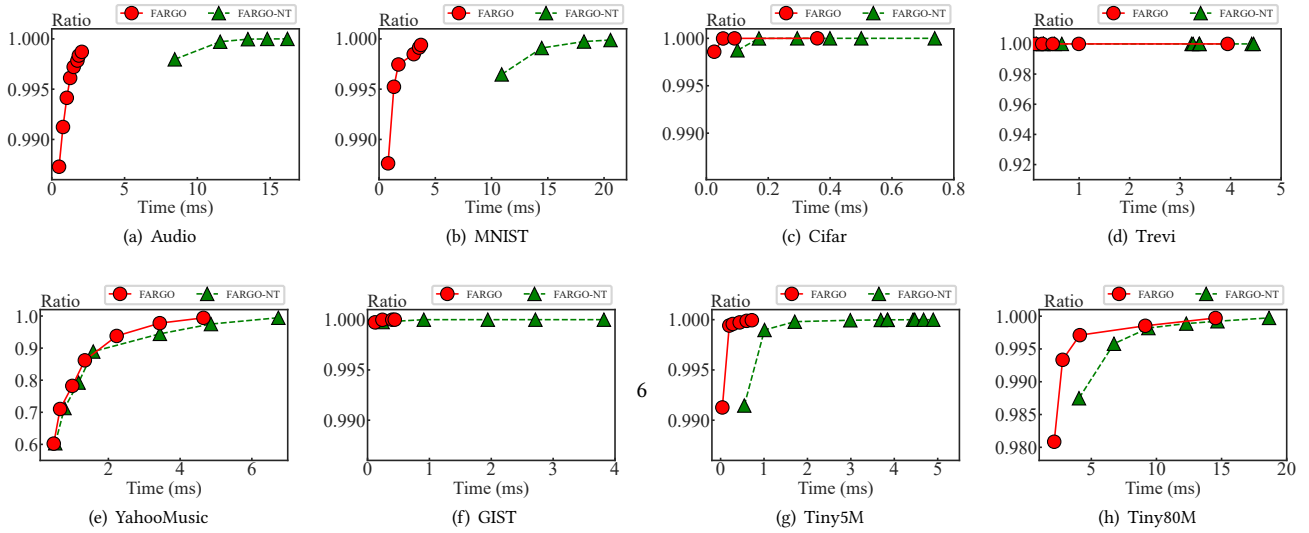 Ratio FARGO FARGO-NT
1.000
0.995
0.990
0 5 10 15
Time (ms)
(a) Audio
Ratio FARGO FARGO-NT
1.000
0.995
0.990
0 5 10 15 20
Time (ms)
(b) MNIST
Ratio FARGO FARGO-NT
1.000
0.995
0.990
0.0 0.2 0.4 0.6 0.8
Time (ms)
(c) Cifar
Ratio FARGO FARGO-NT
1.00
0.98
0.96
0.94
0.92
1 2 3 4 5
Time (ms)
(d) Trevi
Ratio FARGO FARGO-NT
1.0
0.9
0.8
0.7
0.6
2 4 6
Time (ms)
(e) YahooMusic
Ratio FARGO FARGO-NT
1.000
0.995
0.990
0 1 2 3 4
Time (ms)
(f) GIST
6
Ratio FARGO FARGO-NT
1.000
0.995
0.990
0 1 2 3 4 5
Time (ms)
(g) Tiny5M
Ratio FARGO FARGO-NT
1.000
0.995
0.990
0.985
0.980
5 10 15 20
Time (ms)
(h) Tiny80M